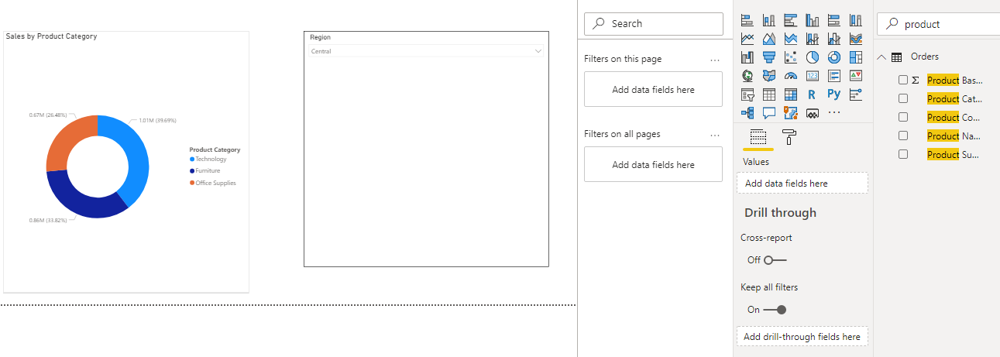 Sales by Product Category
0.67M (26.48%)
1.01M (39.69%)
0.86M (33.82%)
Product Category
Technology
Furniture
Office Supplies
Region
Central
Search
Filters on this page
...
Add data fields here
Filters on all pages
...
Add data fields here
123
R
Py
...
Values
Add data fields here
Drill through
Cross-report
Off
Keep all filters
On
Add drill-through fields here
product
Orders
Σ Product Bas...
Product Cat...
Product Co...
Product Na...
Product Su...